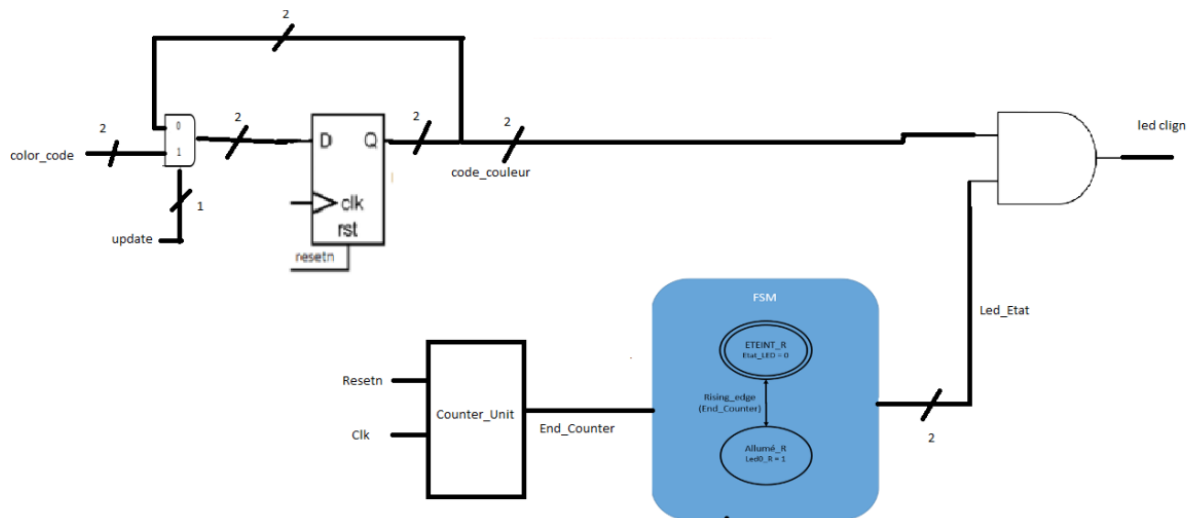 2
2
0
1
2
color_code
1
update
D
Q
clk
rst
resetn
2
2
code_couleur
led clign
Led_Etat
2
FSM
ETEINT_R
Etat_LED = 0
Rising_edge
(End_Counter)
Allumé_R
Led0_R = 1
Resetn
Clk
Counter_Unit
End_Counter